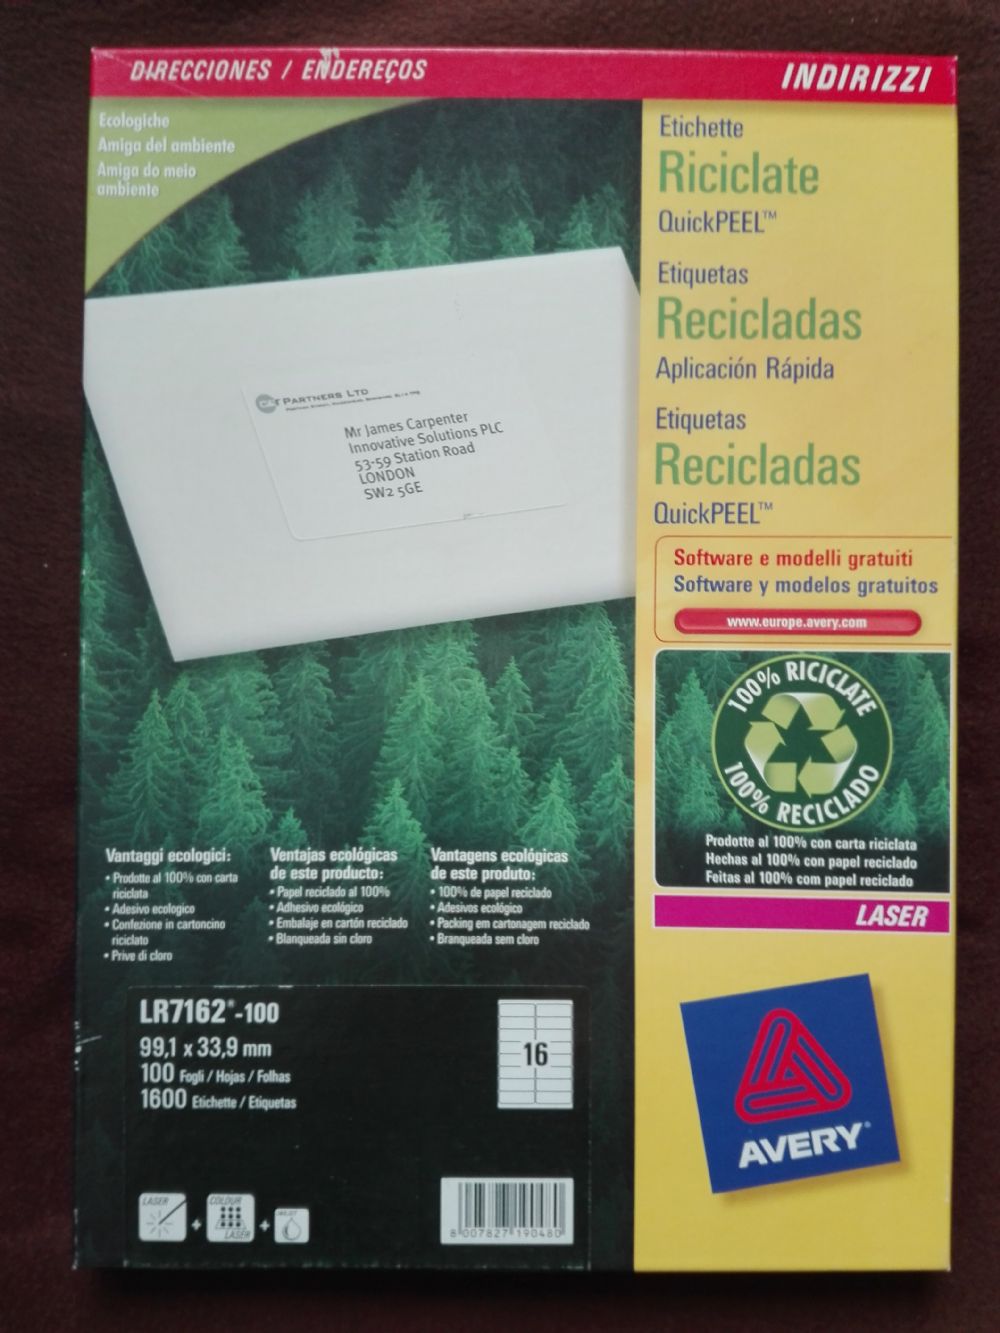 DIRECCIONES / ENDEREÇOS
INDIRIZZI
Ecologiche
Amiga del ambiente
Amiga do meio
ambiente
Etichette
Riciclate
QuickPEEL™
Etiquetas
Recicladas
Aplicación Rápida
Etiquetas
Recicladas
QuickPEEL™
PARTNERS LTD
Mr James Carpenter
Innovative Solutions PLC
53-59 Station Road
LONDON
SW2 5GE
Software e modelli gratuiti
Software y modelos gratuitos
www.europe.avery.com
100% RICICLATE
100% RECICLADO
Prodotte al 100% con carta riciclata
Hechas al 100% con papel reciclado
Feitas al 100% com papel reciclado
LASER
Vantaggi ecologici:
• Prodotte al 100% con carta
riciclata
• Adesivo ecologico
• Confezione in cartoncino
riciclato
• Prive di cloro
Ventajas ecológicas
de este producto:
• Papel reciclado al 100%
• Adhesivo ecológico
• Embalaje en cartón reciclado
• Blanqueada sin cloro
Vantagens ecológicas
de este produto:
• 100% de papel reciclado
• Adesivos ecológico
• Packing em cartonagem reciclado
• Branqueada sem cloro
LR7162®-100
99,1 x 33,9 mm
100 Fogli / Hojas / Folhas
1600 Etichette / Etiquetas
16
AVERY®
LASER
+
COLOUR
LASER
+
INKJET
8 007827 190480